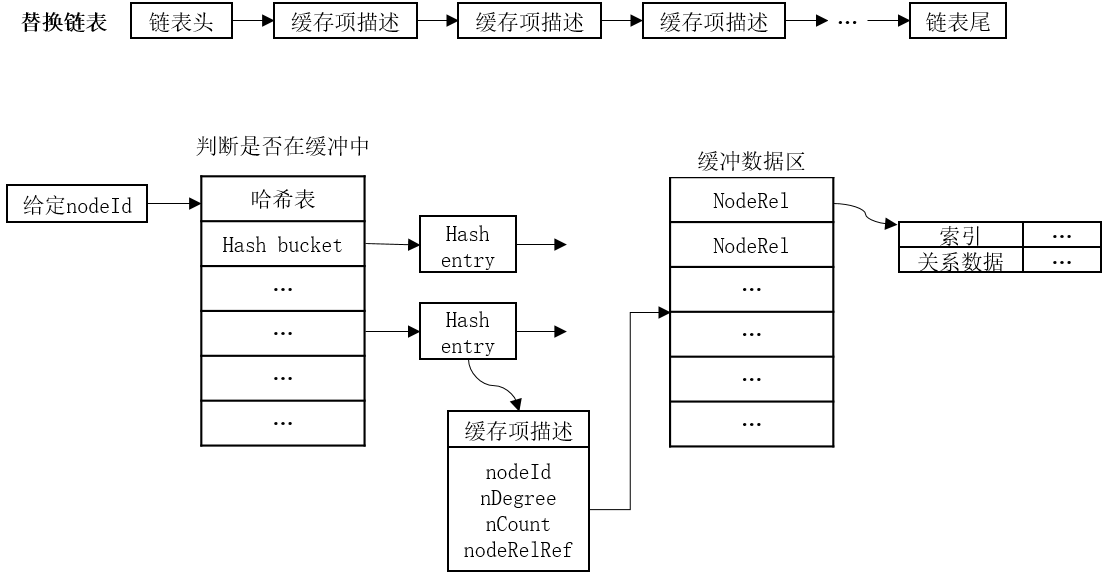 替换链表 链表头 缓存项描述 缓存项描述 缓存项描述 … 链表尾
判断是否在缓冲中
缓冲数据区
给定nodeId
哈希表
Hash bucket
…
…
…
…
Hash
entry
Hash
entry
缓存项描述
nodeId
nDegree
nCount
nodeRelRef
NodeRel
NodeRel
…
…
…
…
索引 …
关系数据 …